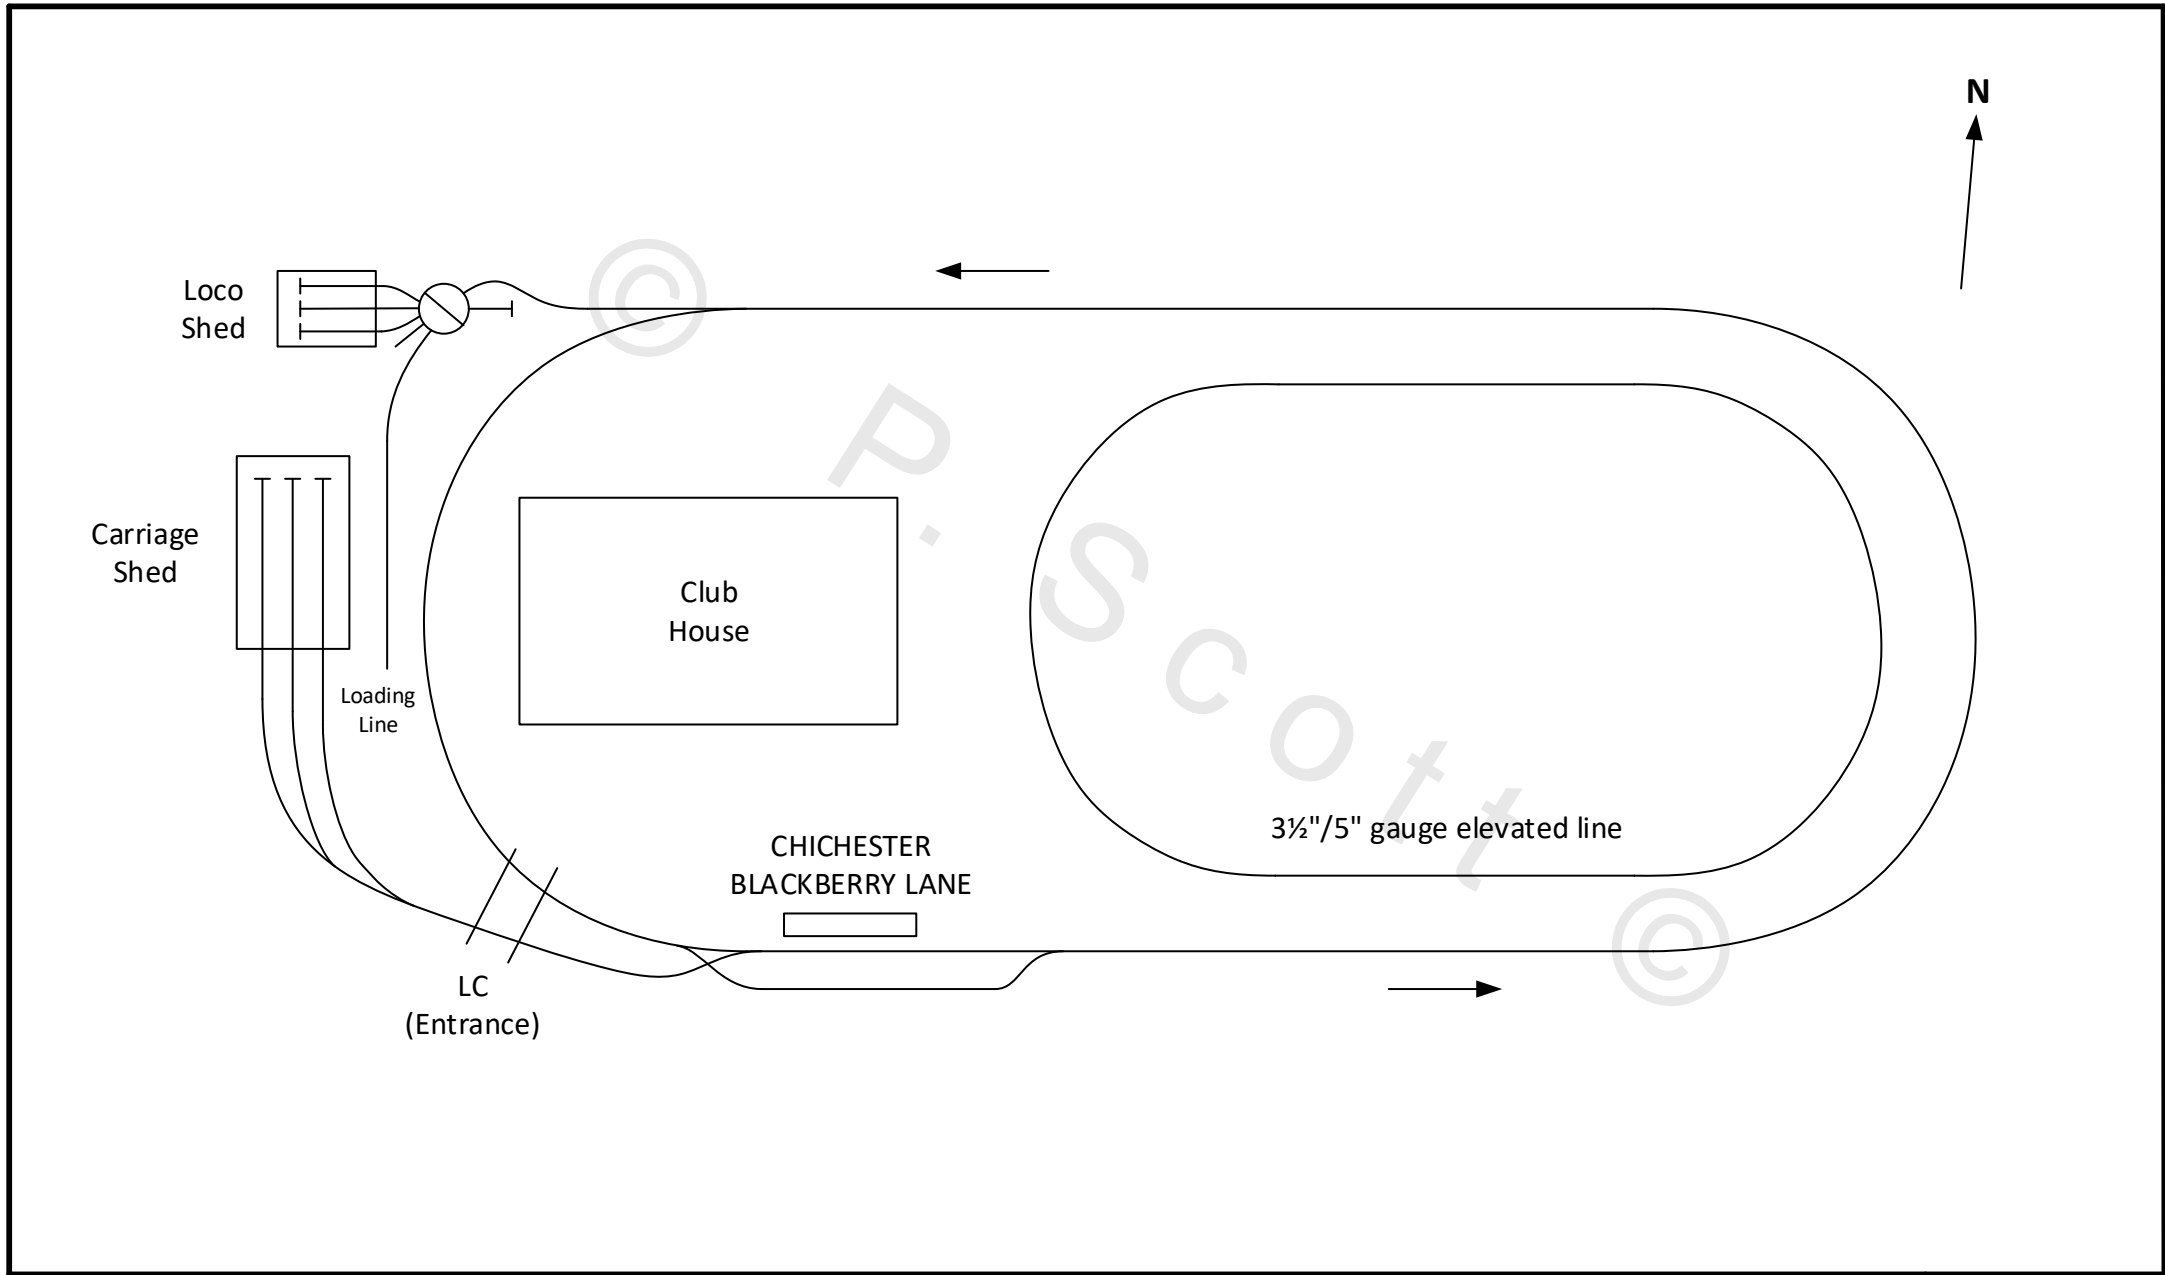 N
Loco
Shed
Carriage
Shed
Club
House
Loading
Line
3½"/5" gauge elevated line
CHICHESTER
BLACKBERRY LANE
LC
(Entrance)
© P. Scott ©